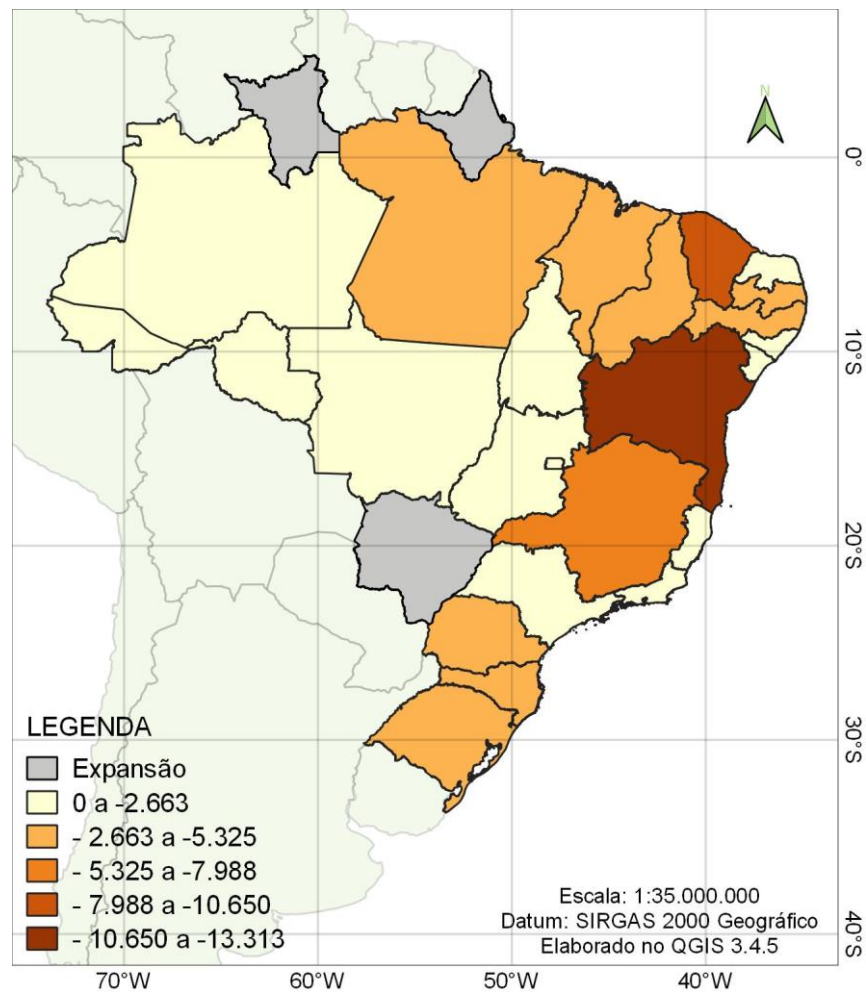 N
0°
10°S
20°S
30°S
40°S
LEGENDA
Expansão
0 a -2.663
- 2.663 a -5.325
- 5.325 a -7.988
- 7.988 a -10.650
- 10.650 a -13.313
Escala: 1:35.000.000
Datum: SIRGAS 2000 Geográfico
Elaborado no QGIS 3.4.5
70°W 60°W 50°W 40°W